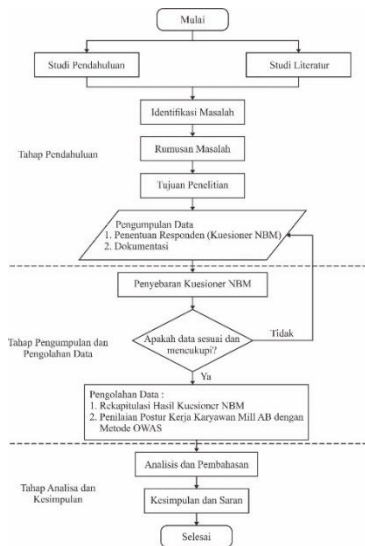 Mulai
Studi Pendahuluan
Studi Literatur
Identifikasi Masalah
Rumusan Masalah
Tahap Pendahuluan
Tujuan Penelitian
Pengumpulan Data
1. Penentuan Responden (Kuesioner NBM)
2. Dokumentasi
Penyebaran Kuesioner NBM
Tidak
Apakah data sesuai dan
mencukupi?
Tahap Pengumpulan dan
Pengolahan Data
Ya
Pengolahan Data :
1. Rekapitulasi Hasil Kuesioner NBM
2. Penilaian Postur Kerja Karyawan Mill AB dengan
Metode OWAS
Analisis dan Pembahasan
Tahap Analisa dan
Kesimpulan
Kesimpulan dan Saran
Selesai